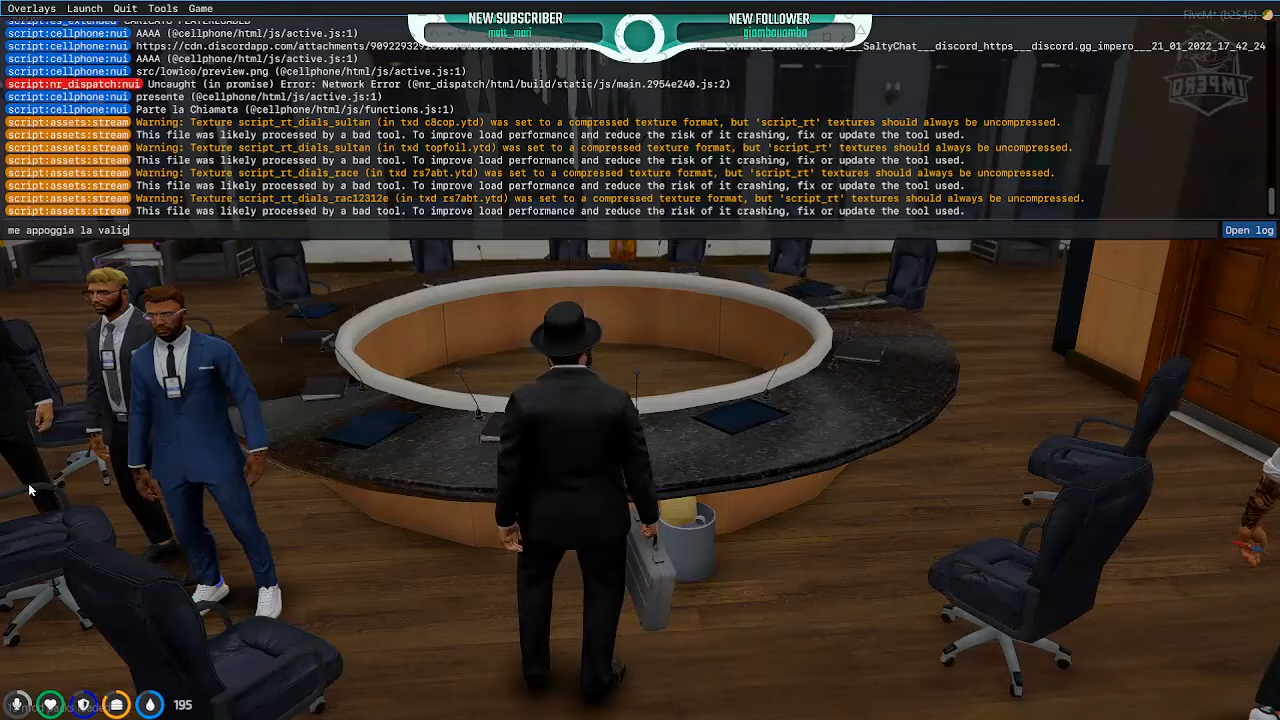 Overlays Launch Quit Tools Game
NEW SUBSCRIBER
matt_mari
NEW FOLLOWER
giambavamba
FiveM* (b2545)
script:es_extended CARICATO PLAYERLOADED
script:cellphone:nui AAAA (@cellphone/html/js/active.js:1)
script:cellphone:nui https://cdn.discordapp.com/attachments/
SaltyChat___discord_https___discord.gg_impero___21_01_2022_17_42_24
script:cellphone:nui AAAA (@cellphone/html/js/active.js:1)
script:cellphone:nui src/lowico/preview.png (@cellphone/html/js/active.js:1)
script:nr_dispatch:nui Uncaught (in promise) Error: Network Error (@nr_dispatch/html/build/static/js/main.2954e240.js:2)
script:cellphone:nui presente (@cellphone/html/js/active.js:1)
script:cellphone:nui Parte la Chiamata (@cellphone/html/js/functions.js:1)
script:assets:stream Warning: Texture script_rt_dials_sultan (in txd c8cop.ytd) was set to a compressed texture format, but 'script_rt' textures should always be uncompressed.
script:assets:stream This file was likely processed by a bad tool. To improve load performance and reduce the risk of it crashing, fix or update the tool used.
script:assets:stream Warning: Texture script_rt_dials_sultan (in txd topfoil.ytd) was set to a compressed texture format, but 'script_rt' textures should always be uncompressed.
script:assets:stream This file was likely processed by a bad tool. To improve load performance and reduce the risk of it crashing, fix or update the tool used.
script:assets:stream Warning: Texture script_rt_dials_race (in txd rs7abt.ytd) was set to a compressed texture format, but 'script_rt' textures should always be uncompressed.
script:assets:stream This file was likely processed by a bad tool. To improve load performance and reduce the risk of it crashing, fix or update the tool used.
script:assets:stream Warning: Texture script_rt_dials_rac12312e (in txd rs7abt.ytd) was set to a compressed texture format, but 'script_rt' textures should always be uncompressed.
script:assets:stream This file was likely processed by a bad tool. To improve load performance and reduce the risk of it crashing, fix or update the tool used.
me appoggia la valig
Open log
IMPERO
195